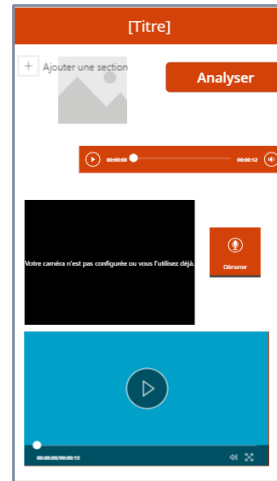 [Titre]
Ajouter une section
Analyser
00:00:00
00:00:12
Votre caméra n'est pas configurée ou vous l'utilisez déjà.
Démarrer
00:00:00/00:00:15